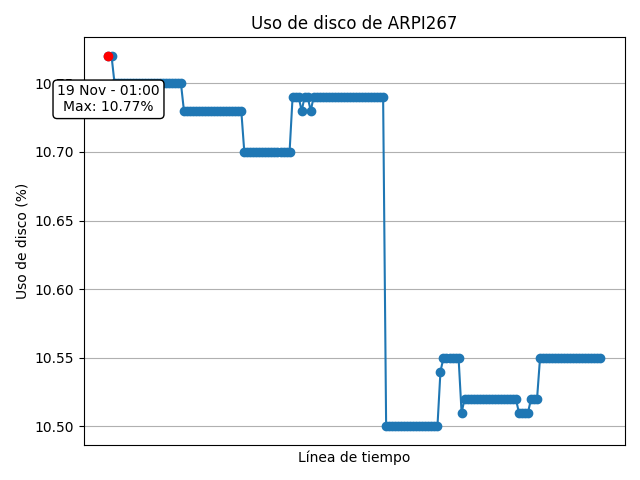 Uso de disco de ARPI267
Uso de disco (%)
19 Nov - 01:00
Max: 10.77%
10.70
10.65
10.60
10.55
10.50
Línea de tiempo